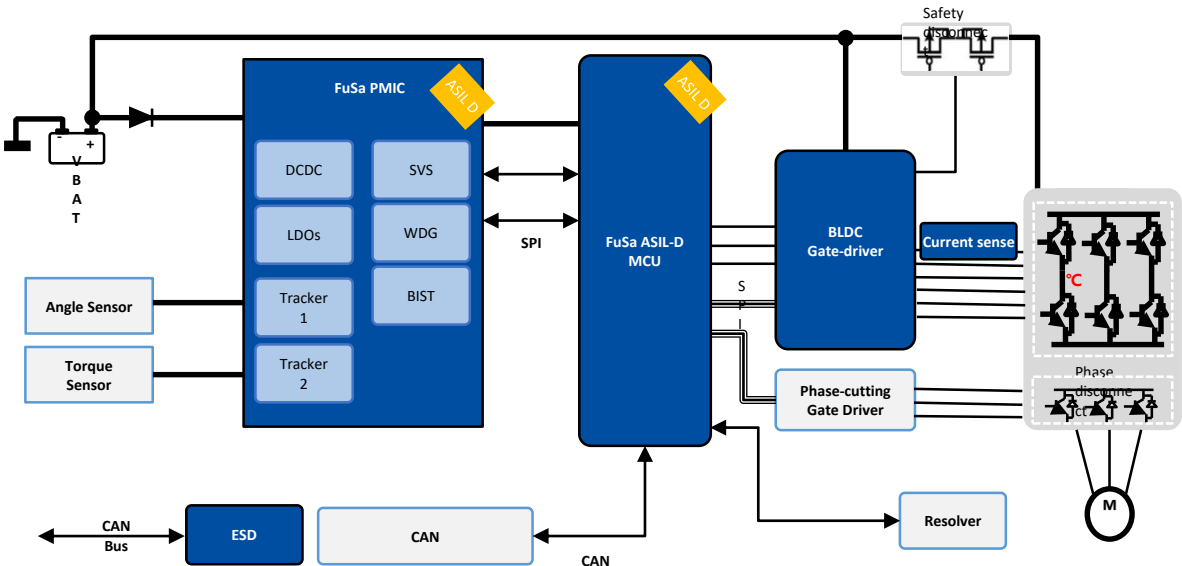 Safety
disconnec
t
FuSa PMIC
ASIL D
ASIL D
-
+
V
B
A
T
DCDC
SVS
LDOs
WDG
SPI
FuSa ASIL-D
MCU
BLDC
Gate-driver
Current sense
℃
BIST
S
P
I
Angle Sensor
Tracker
1
Torque
Sensor
Tracker
2
Phase
disconne
ct
Phase-cutting
Gate Driver
M
CAN
Bus
ESD
CAN
CAN
Resolver